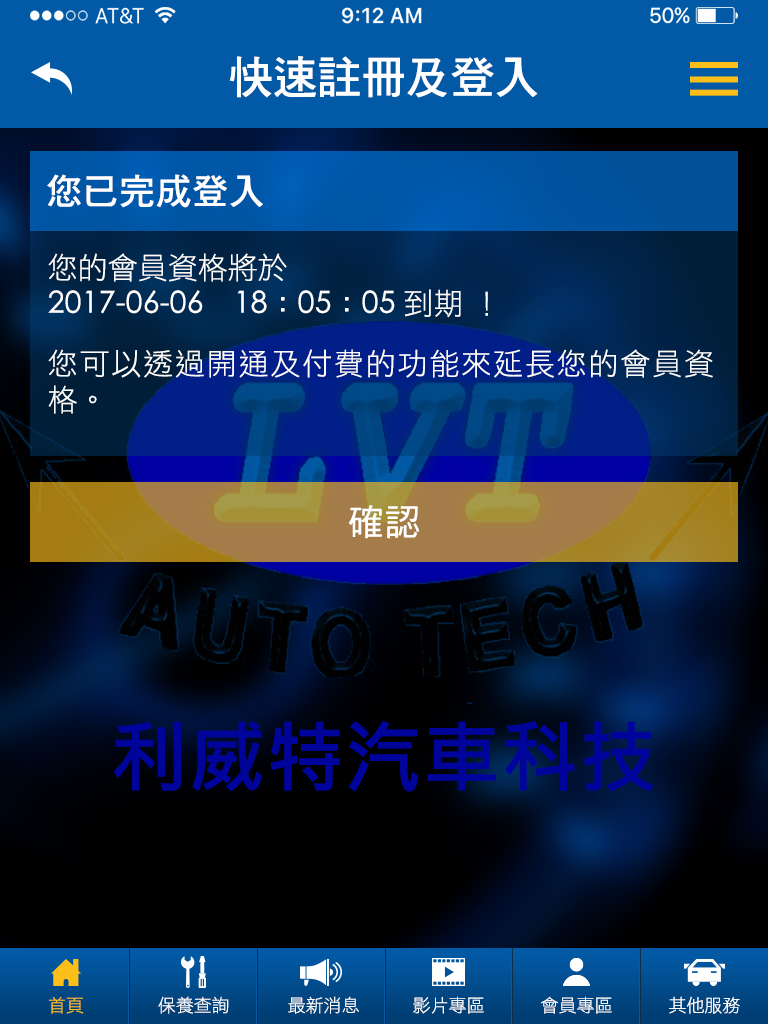 AT&T 9:12 AM 50%
快速註冊及登入
您已完成登入
您的會員資格將於
2017-06-06 18：05：05 到期 ！
您可以透過開通及付費的功能來延長您的會員資
格。
LVT
確認
AUTO TECH
利威特汽車科技
首頁 保養查詢 最新消息 影片專區 會員專區 其他服務